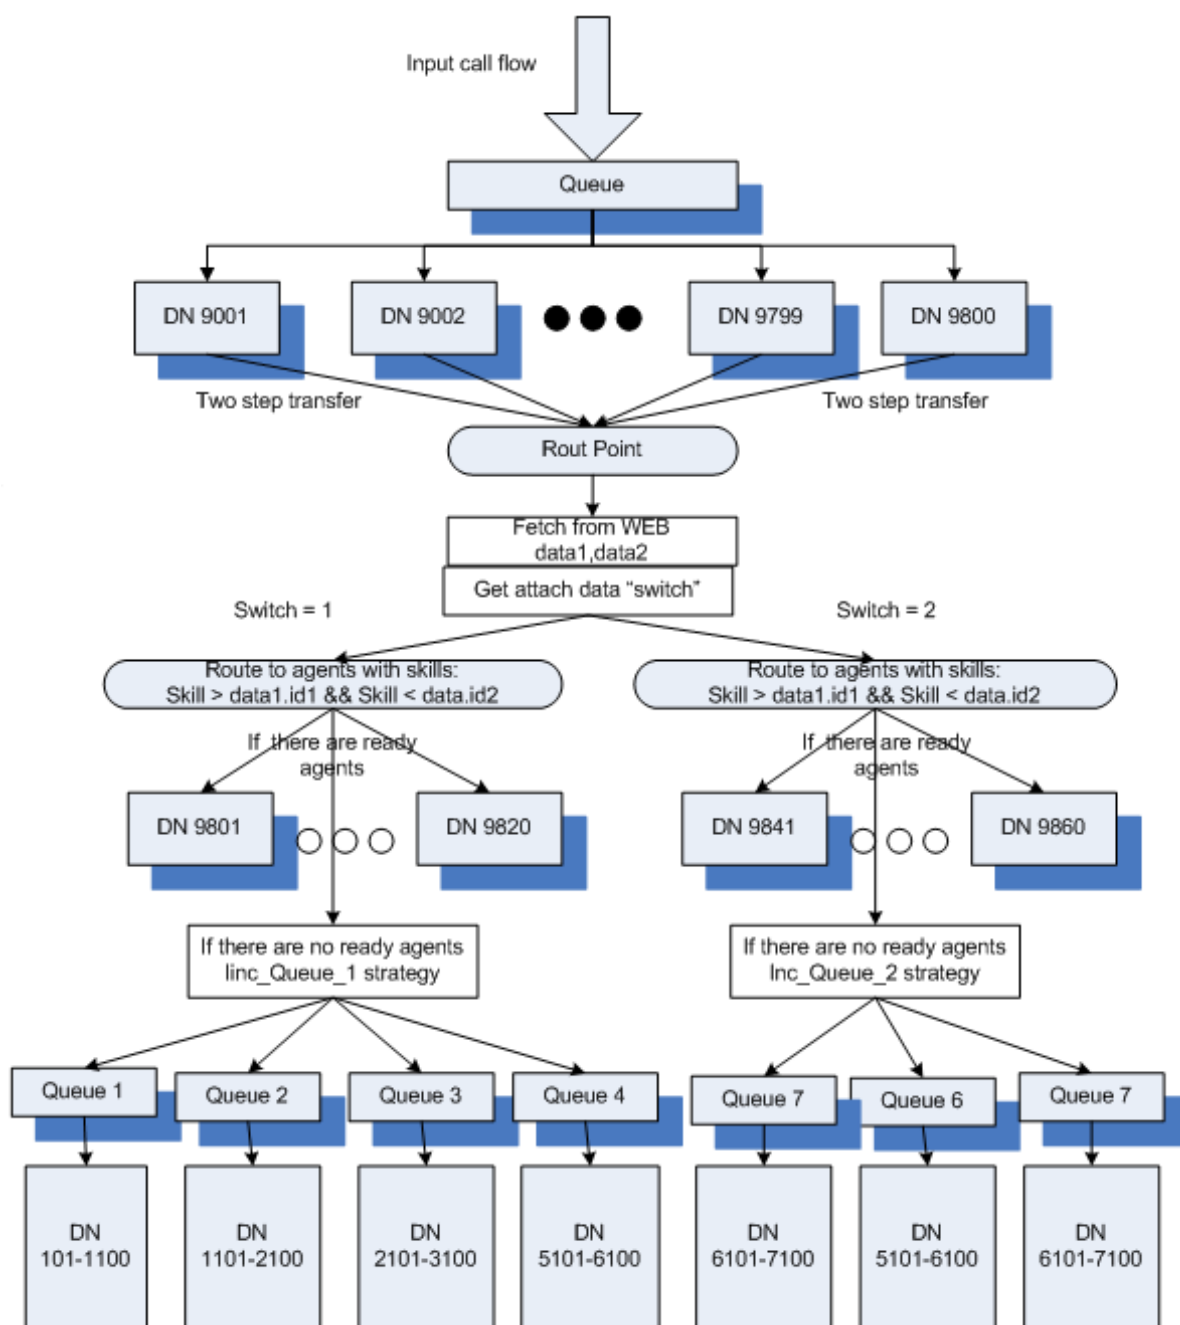 Input call flow
Queue
DN 9001
DN 9002
DN 9799
DN 9800
Two step transfer
Two step transfer
Rout Point
Fetch from WEB
data1,data2
Get attach data “switch”
Switch = 1
Switch = 2
Route to agents with skills:
Skill > data1.id1 && Skill < data.id2
Route to agents with skills:
Skill > data1.id1 && Skill < data.id2
If there are ready
agents
If there are ready
agents
DN 9801
DN 9820
DN 9841
DN 9860
If there are no ready agents
linc_Queue_1 strategy
If there are no ready agents
Inc_Queue_2 strategy
Queue 1
Queue 2
Queue 3
Queue 4
Queue 7
Queue 6
Queue 7
DN
101-1100
DN
1101-2100
DN
2101-3100
DN
5101-6100
DN
6101-7100
DN
5101-6100
DN
6101-7100